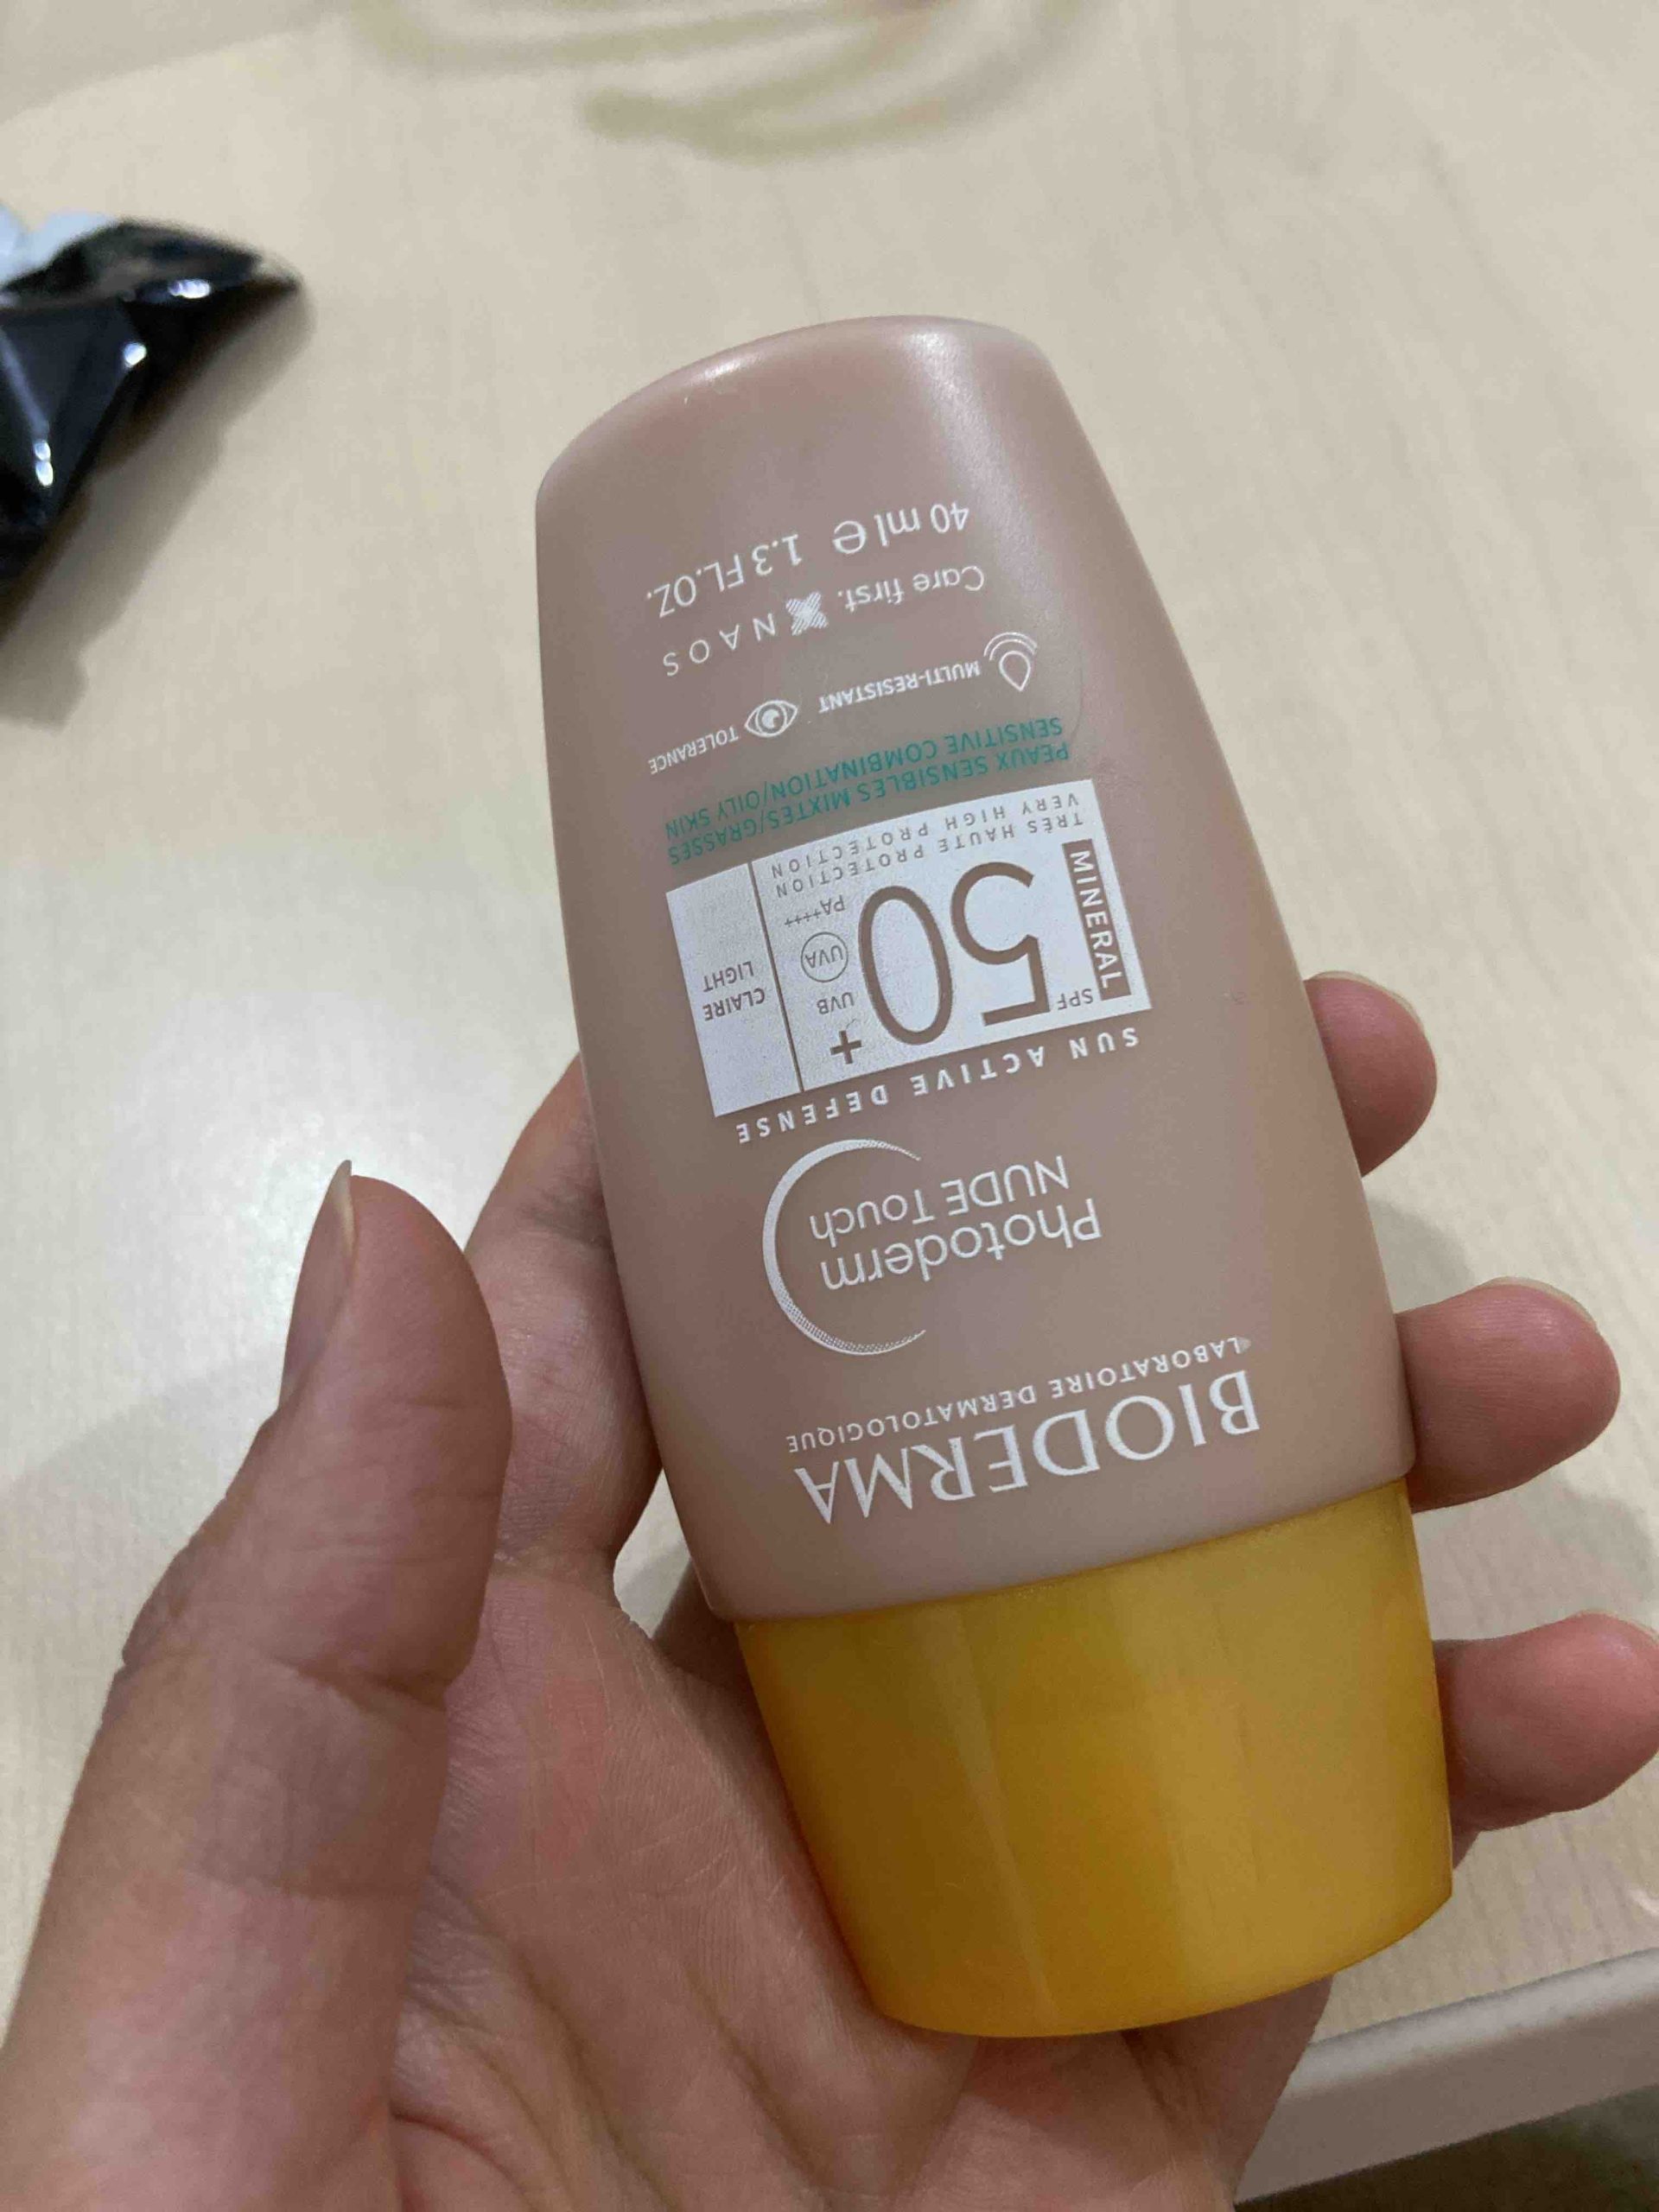 BIODERMA
LABORATOIRE DERMATOLOGIQUE
Photoderm
NUDE Touch
SUN ACTIVE DEFENSE
MINERAL
SPF
50+
UVB
UVA
PA++++
TRÈS HAUTE PROTECTION
VERY HIGH PROTECTION
CLAIRE
LIGHT
PEAUX SENSIBLES MIXTES/GRASSES
SENSITIVE COMBINATION/OILY SKIN
MULTI-RESISTANT TOLERANCE
Care first. NAOS
40 ml e 1.3 FL.OZ.